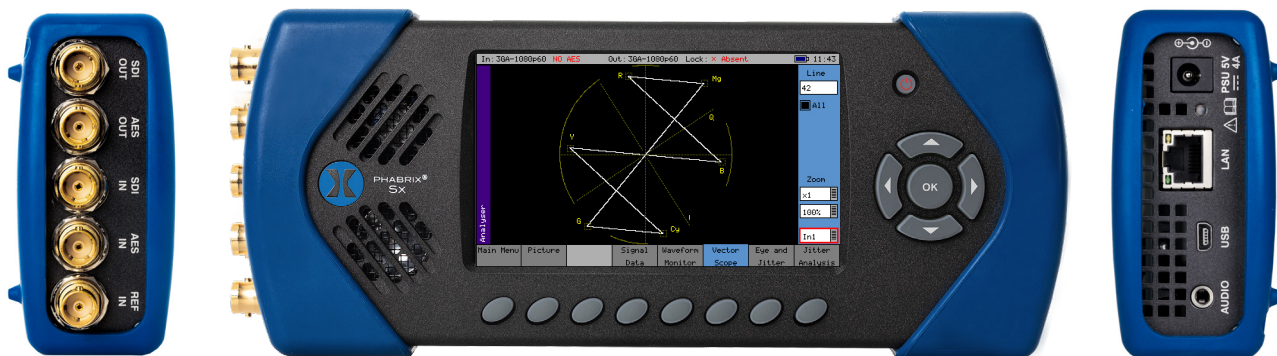 SDI
OUT
AES
OUT
SDI
IN
AES
IN
REF
IN
In:3GA-1080p60 NO AES Out:3GA-1080p60 Lock:× Absent 11:43
Line
42
All
R
Mg
Q
V
B
G
Cy
I
Zoom
x1
100%
In1
Analyser
Main Menu Picture Signal Data Waveform Monitor Vector Scope Eye and Jitter Jitter Analysis
PHABRIX®
SX
OK
PSU 5V
4A
LAN
USB
AUDIO